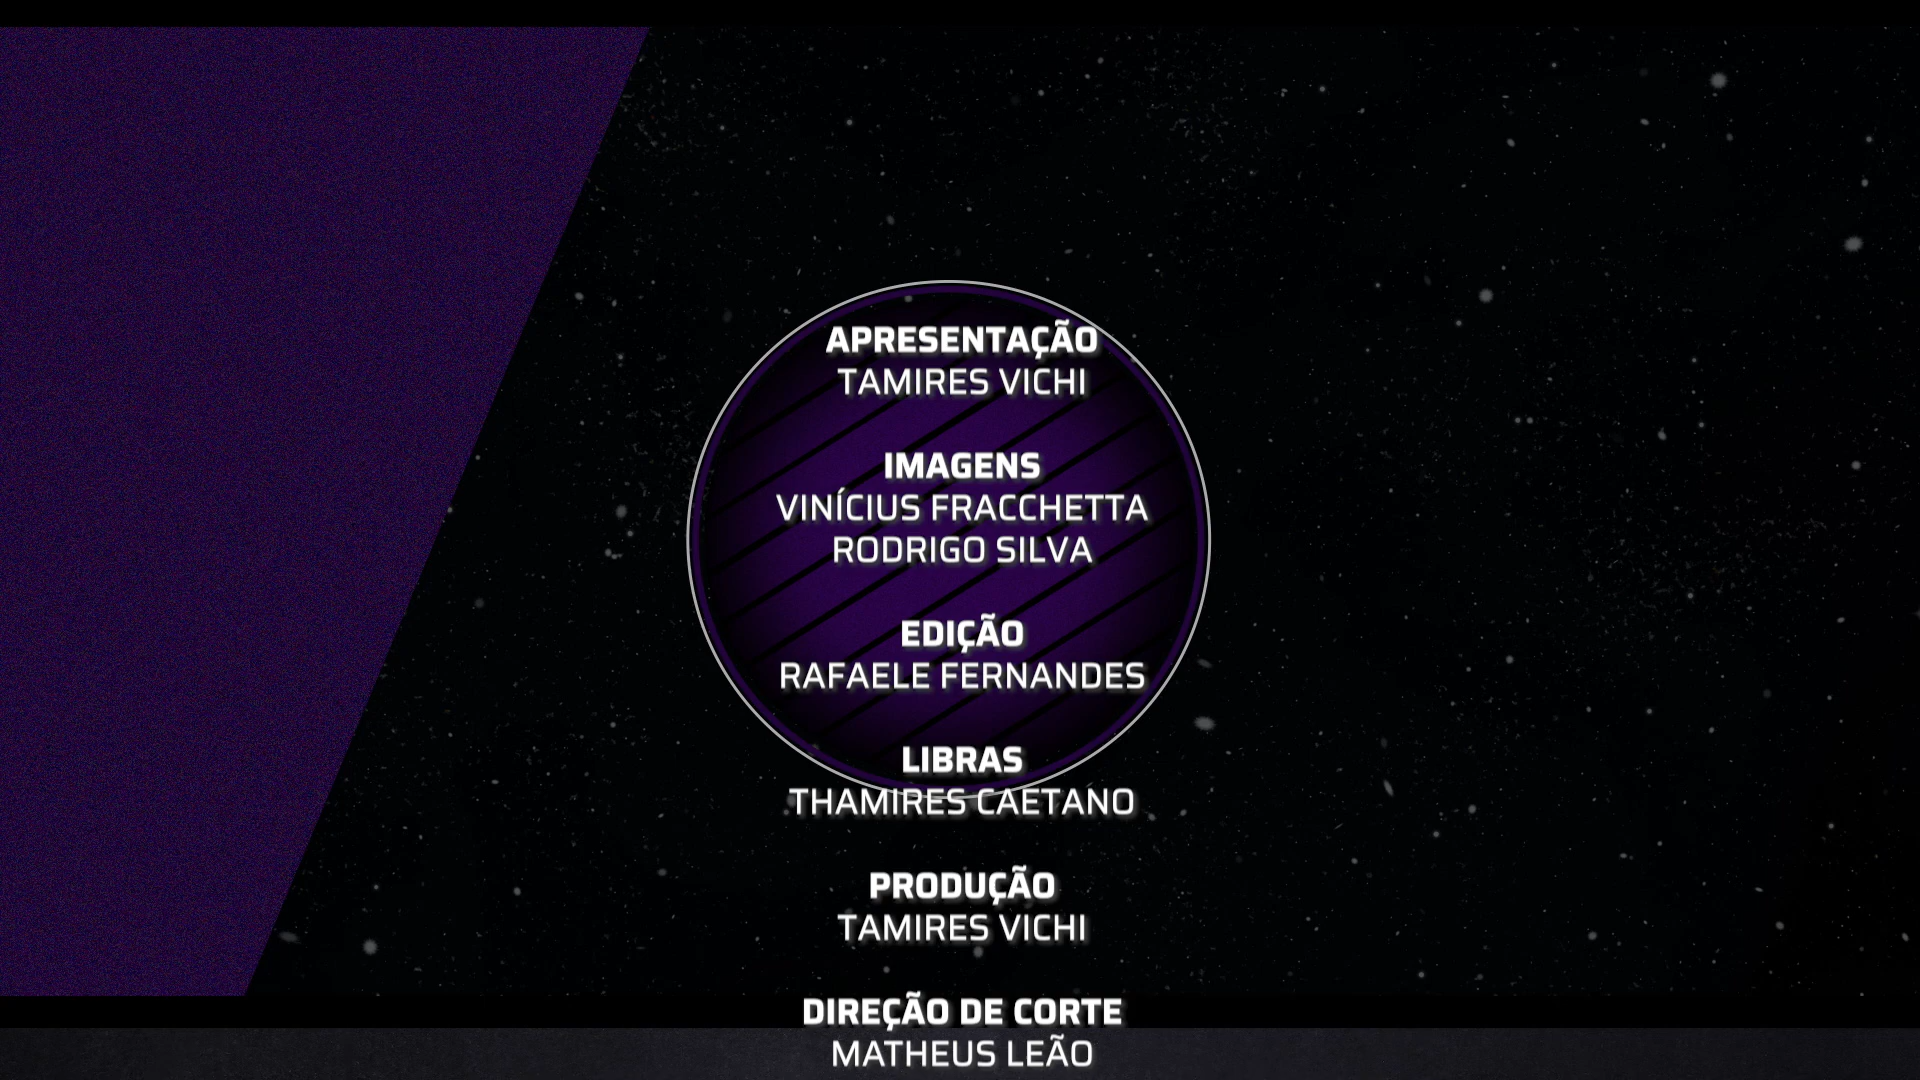 APRESENTAÇÃO
TAMIRES VICHI
IMAGENS
VINÍCIUS FRACCHETTA
RODRIGO SILVA
EDIÇÃO
RAFAELE FERNANDES
LIBRAS
THAMIRES CAETANO
PRODUÇÃO
TAMIRES VICHI
DIREÇÃO DE CORTE
MATHEUS LEÃO